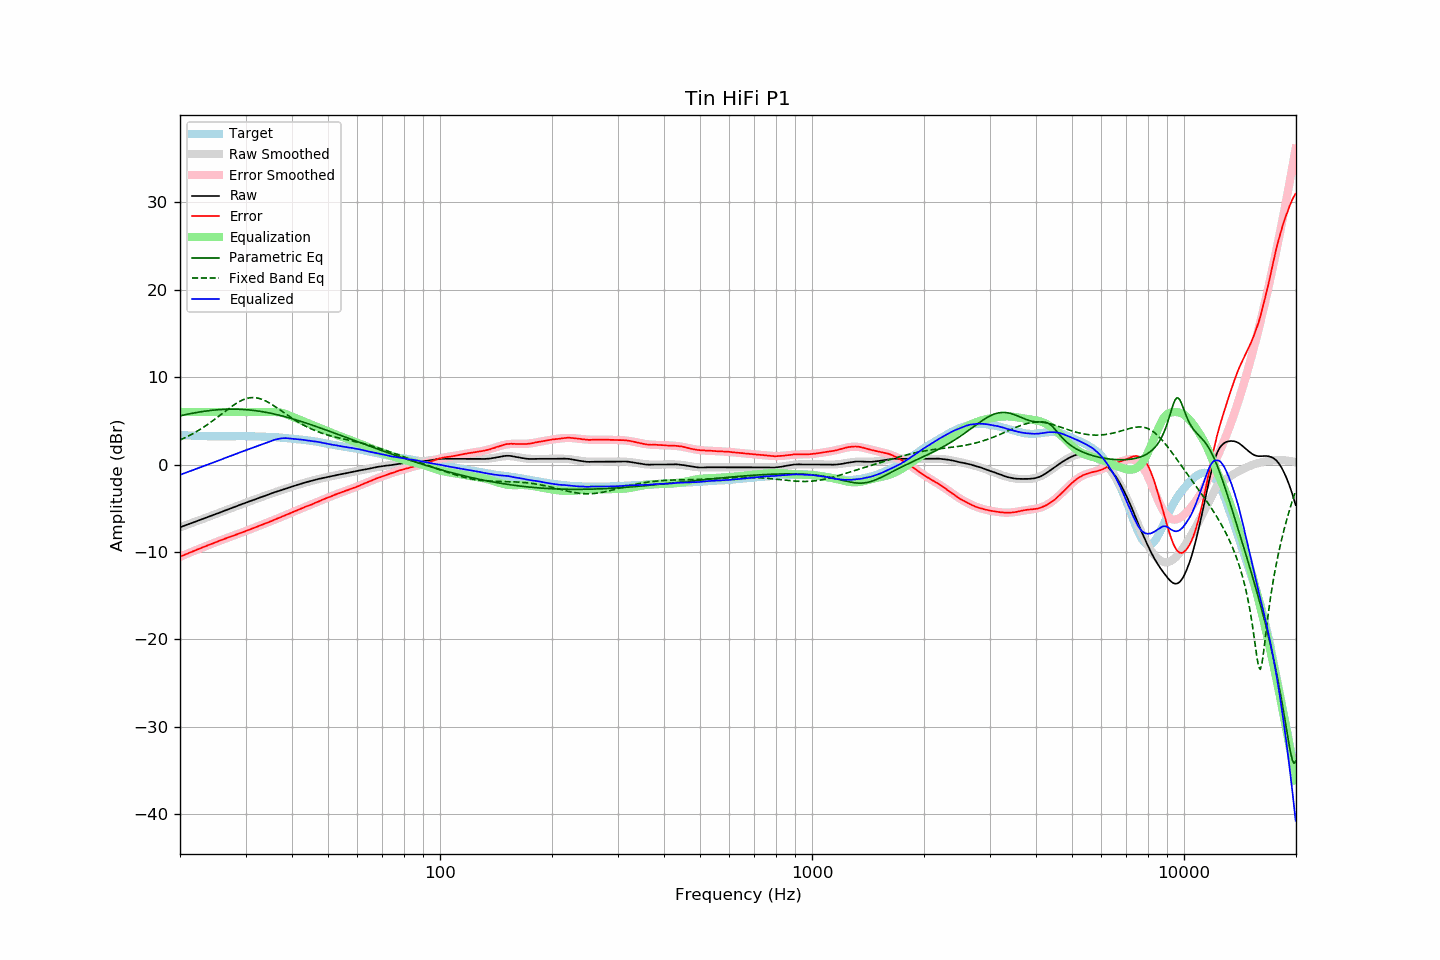 Tin HiFi P1
Target
Raw Smoothed
Error Smoothed
Raw
Error
Equalization
Parametric Eq
Fixed Band Eq
Equalized
30
20
10
0
−10
−20
−30
−40
Amplitude (dBr)
100 1000 10000
Frequency (Hz)